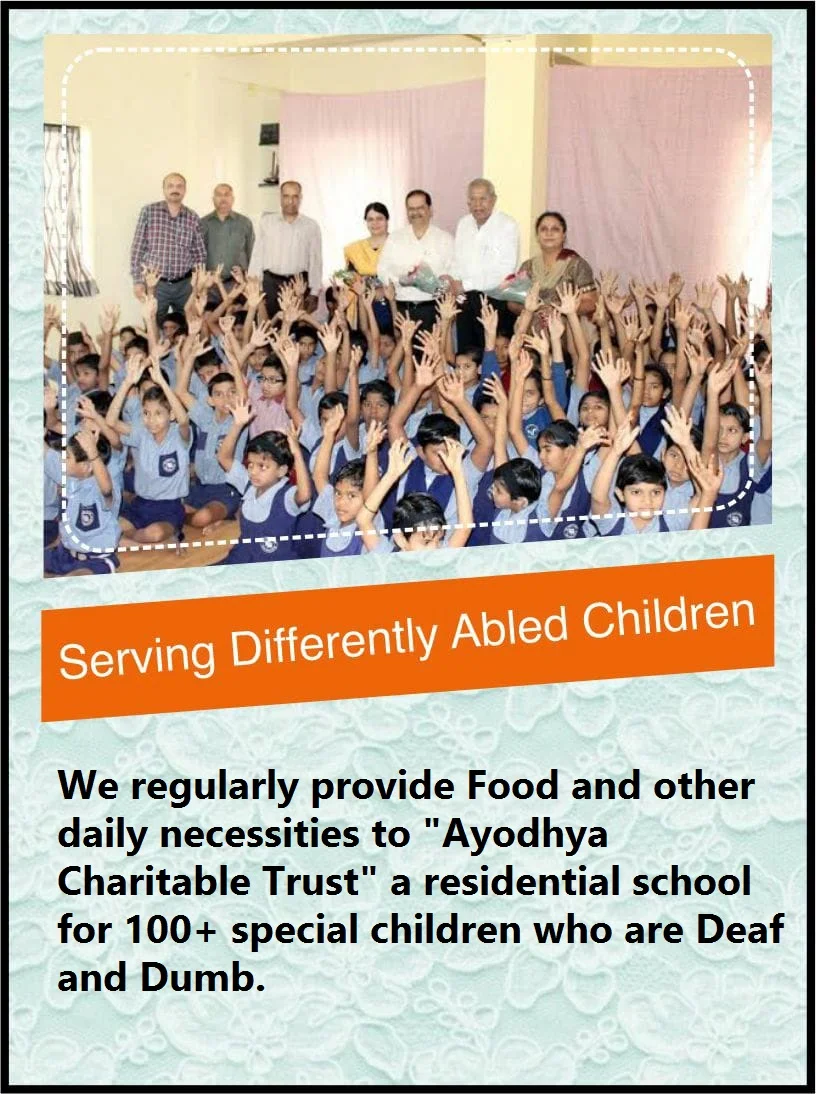 Serving Differently Abled Children
We regularly provide Food and other
daily necessities to "Ayodhya
Charitable Trust" a residential school
for 100+ special children who are Deaf
and Dumb.